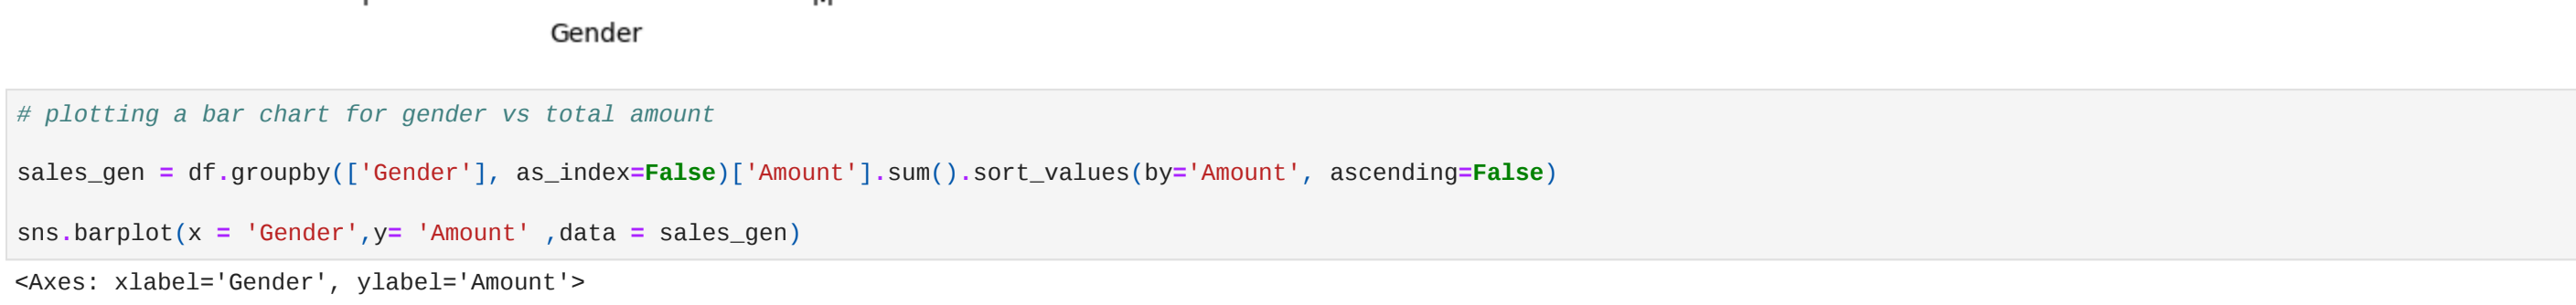 Gender
# plotting a bar chart for gender vs total amount
sales_gen = df.groupby(['Gender'], as_index=False)['Amount'].sum().sort_values(by='Amount', ascending=False)
sns.barplot(x = 'Gender',y= 'Amount' ,data = sales_gen)
<Axes: xlabel='Gender', ylabel='Amount'>